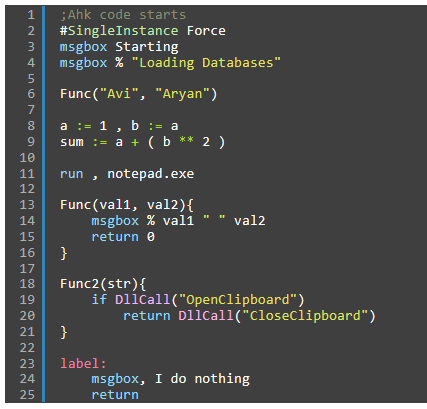 1 ;Ahk code starts
2 #SingleInstance Force
3 msgbox Starting
4 msgbox % "Loading Databases"
5
6 Func("Avi", "Aryan")
7
8 a := 1 , b := a
9 sum := a + ( b ** 2 )
10
11 run , notepad.exe
12
13 Func(val1, val2){
14     msgbox % val1 " " val2
15     return 0
16 }
17
18 Func2(str){
19     if DllCall("OpenClipboard")
20         return DllCall("CloseClipboard")
21 }
22
23 label:
24     msgbox, I do nothing
25     return